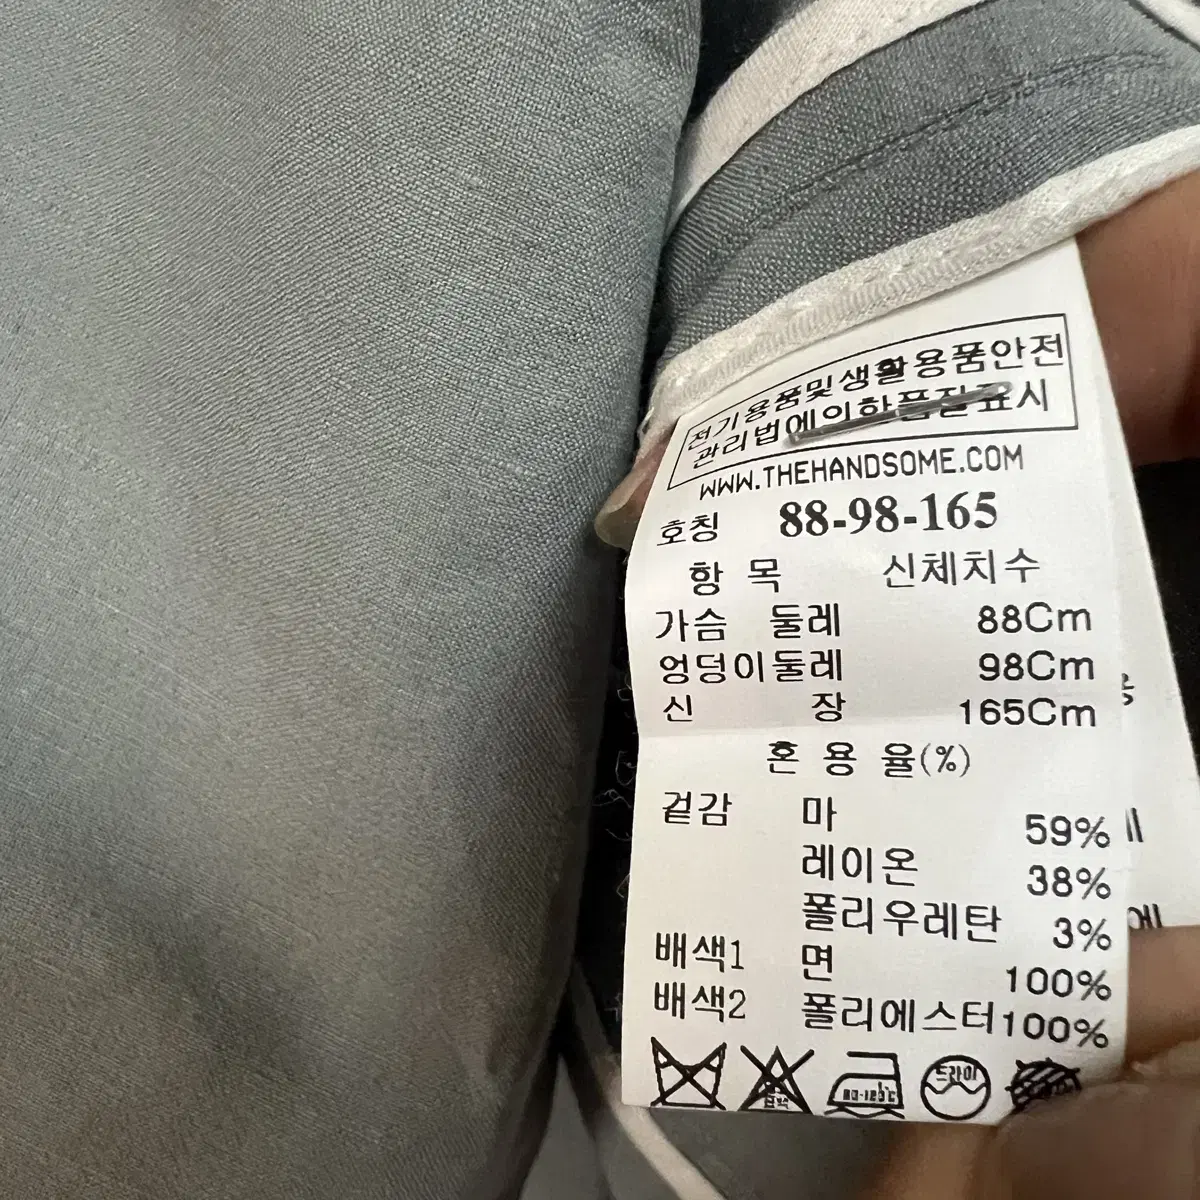 전기용품및생활용품안전
관리법에의한품질표시
WWW.THEHANDSOME.COM
호칭 88-98-165
항 목 신체치수
가슴 둘레 88Cm
엉덩이둘레 98Cm
신 장 165Cm
혼 용 율(%)
겉감 마 59%
레이온 38%
폴리우레탄 3%
배색1 면 100%
배색2 폴리에스터 100%
드라이